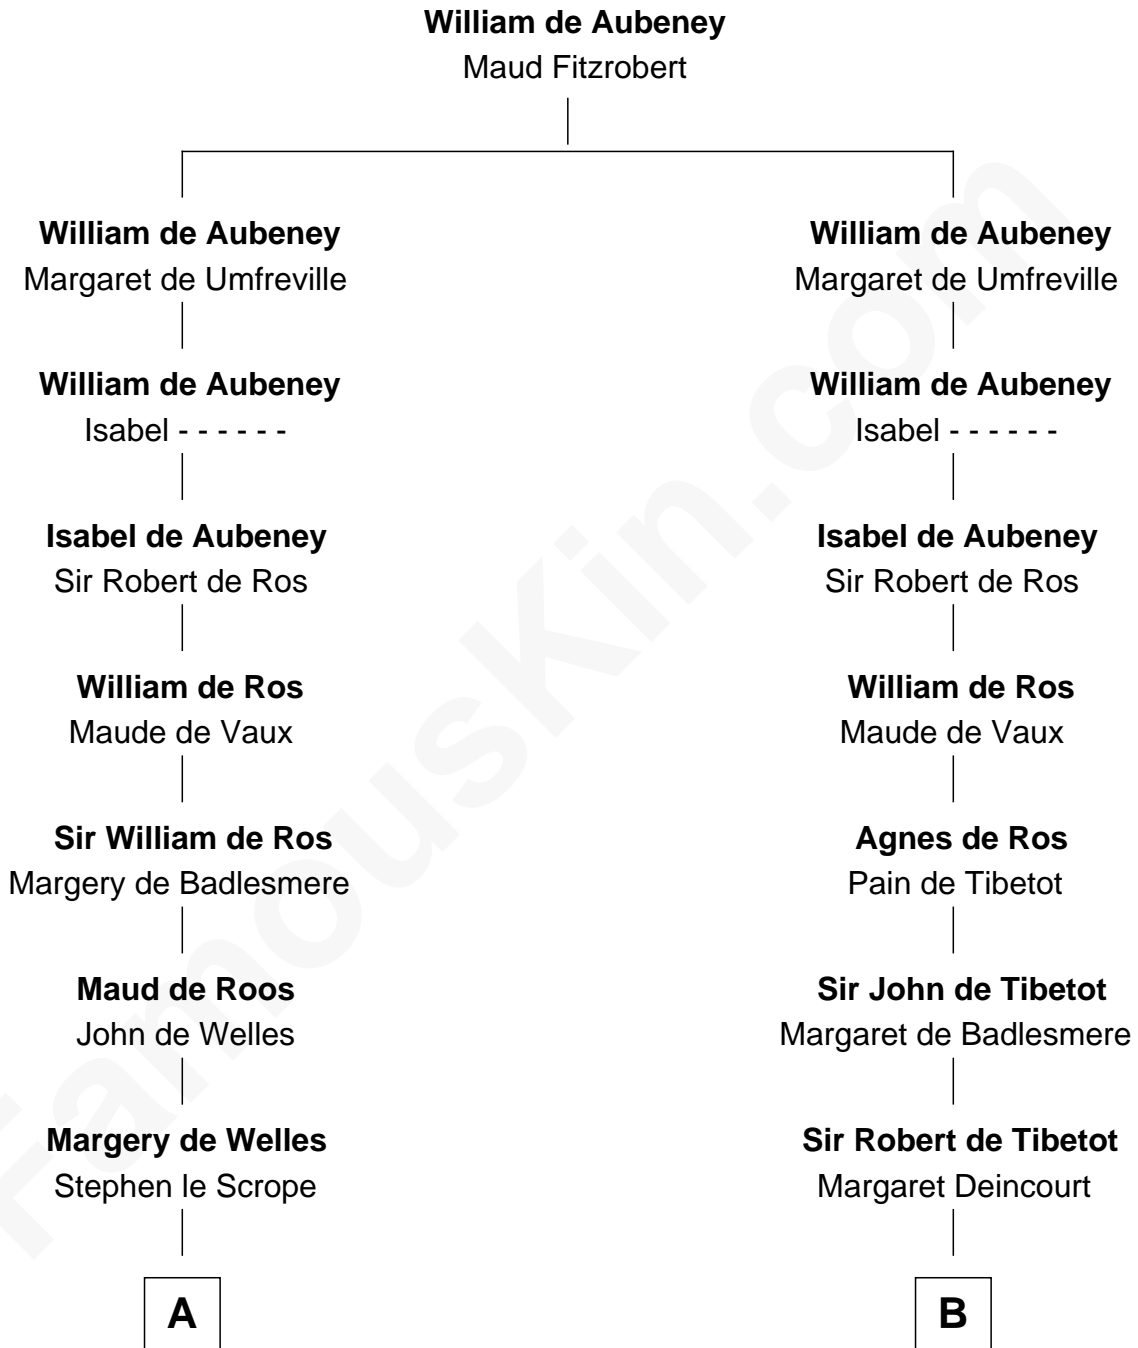 William de Aubeney
Maud Fitzrobert
William de Aubeney
Margaret de Umfreville
William de Aubeney
Margaret de Umfreville
William de Aubeney
Isabel - - - - - -
William de Aubeney
Isabel - - - - - -
Isabel de Aubeney
Sir Robert de Ros
Isabel de Aubeney
Sir Robert de Ros
William de Ros
Maude de Vaux
William de Ros
Maude de Vaux
Sir William de Ros
Margery de Badlesmere
Agnes de Ros
Pain de Tibetot
Maud de Roos
John de Welles
Sir John de Tibetot
Margaret de Badlesmere
Margery de Welles
Stephen le Scrope
Sir Robert de Tibetot
Margaret Deincourt
A
B
FamousKin.com